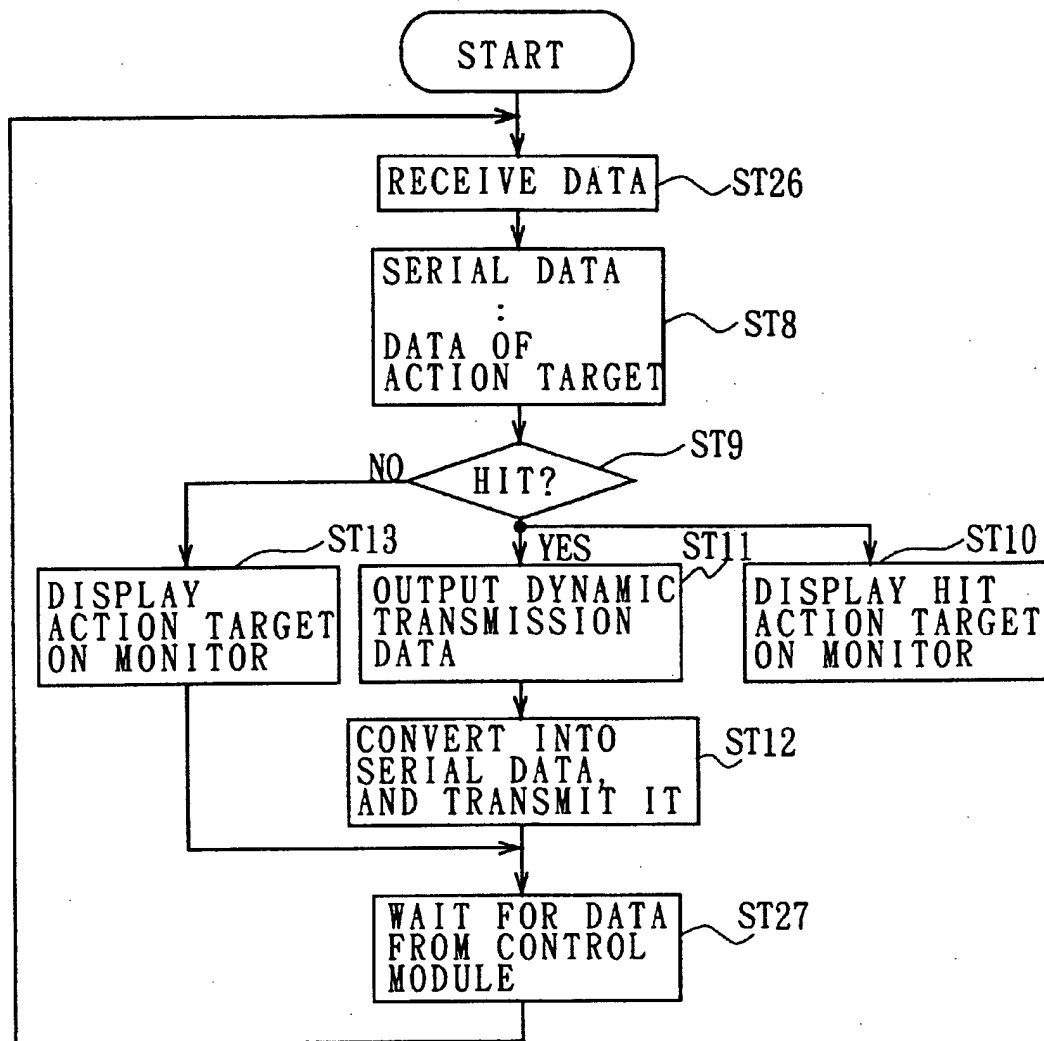 START
RECEIVE DATA
ST26
SERIAL DATA
:
DATA OF
ACTION TARGET
ST8
HIT?
ST9
NO
YES
ST13
DISPLAY
ACTION TARGET
ON MONITOR
ST11
OUTPUT DYNAMIC
TRANSMISSION
DATA
ST10
DISPLAY HIT
ACTION TARGET
ON MONITOR
CONVERT INTO
SERIAL DATA,
AND TRANSMIT IT
ST12
WAIT FOR DATA
FROM CONTROL
MODULE
ST27